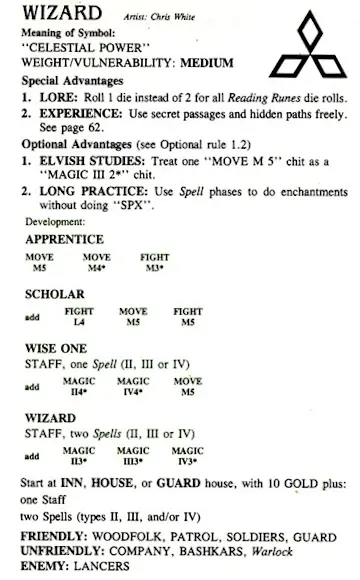 WIZARD Artist: Chris White
Meaning of Symbol:
"CELESTIAL POWER"
WEIGHT/VULNERABILITY: MEDIUM
Special Advantages
1. LORE: Roll 1 die instead of 2 for all Reading Runes die rolls.
2. EXPERIENCE: Use secret passages and hidden paths freely.
See page 62.
Optional Advantages (see Optional rule 1.2)
1. ELVISH STUDIES: Treat one "MOVE M 5" chit as a
"MAGIC III 2*" chit.
2. LONG PRACTICE: Use Spell phases to do enchantments
without doing "SPX".
Development:
APPRENTICE
MOVE MOVE FIGHT
M5 M4* M3*
SCHOLAR
FIGHT MOVE FIGHT
add L4 M5 M5
WISE ONE
STAFF, one Spell (II, III or IV)
MAGIC MAGIC MOVE
add II4* IV4* M5
WIZARD
STAFF, two Spells (II, III or IV)
MAGIC MAGIC MAGIC
add II3* III3* IV3*
Start at INN, HOUSE, or GUARD house, with 10 GOLD plus:
one Staff
two Spells (types II, III, and/or IV)
FRIENDLY: WOODFOLK, PATROL, SOLDIERS, GUARD
UNFRIENDLY: COMPANY, BASHKARS, Warlock
ENEMY: LANCERS